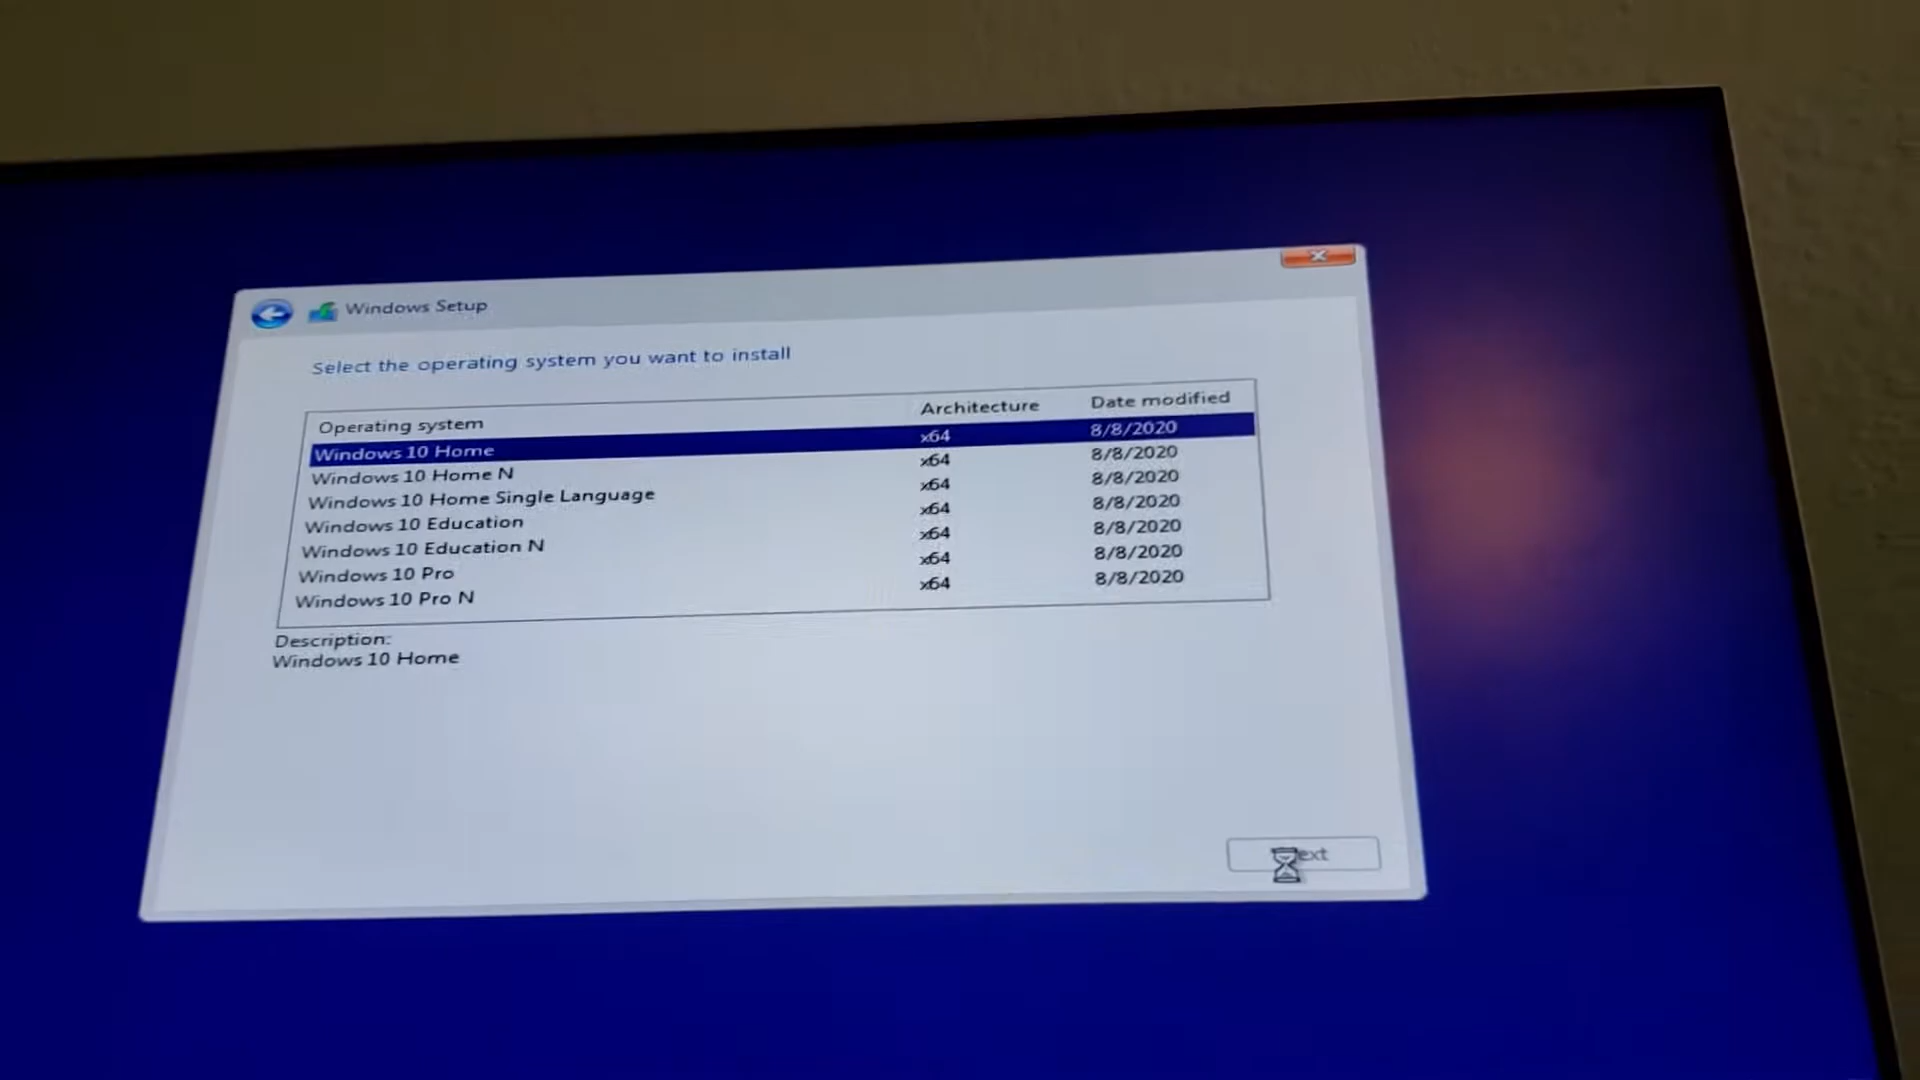 Windows Setup
Select the operating system you want to install
Operating system Architecture Date modified
Windows 10 Home x64 8/8/2020
Windows 10 Home N x64 8/8/2020
Windows 10 Home Single Language x64 8/8/2020
Windows 10 Education x64 8/8/2020
Windows 10 Education N x64 8/8/2020
Windows 10 Pro x64 8/8/2020
Windows 10 Pro N x64 8/8/2020
Description:
Windows 10 Home